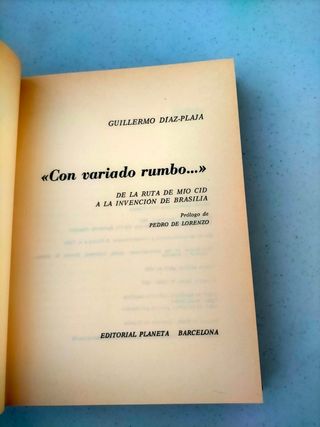 GUILLERMO DIAZ-PLAJA
«Con variado rumbo...»
DE LA RUTA DE MIO CID
A LA INVENCION DE BRASILIA
Prólogo de
PEDRO DE LORENZO
EDITORIAL PLANETA BARCELONA